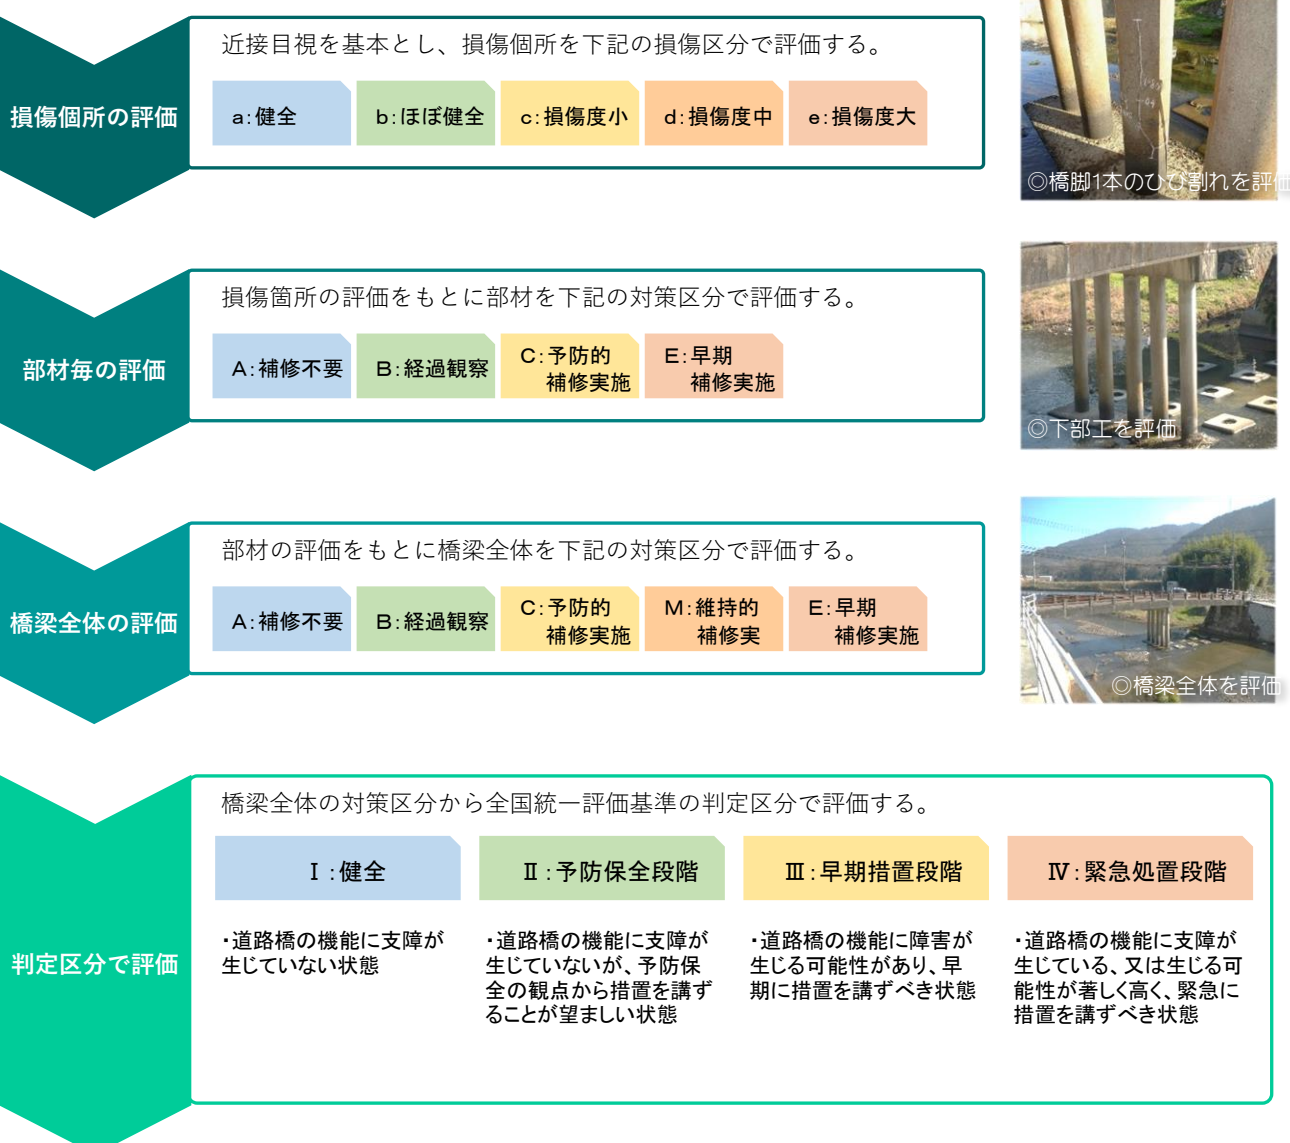 損傷個所の評価
近接目視を基本とし、損傷個所を下記の損傷区分で評価する。
a:健全
b:ほぼ健全
c:損傷度小
d:損傷度中
e:損傷度大
◎橋脚1本のひび割れを評価
部材毎の評価
損傷箇所の評価をもとに部材を下記の対策区分で評価する。
A:補修不要
B:経過観察
C:予防的
補修実施
E:早期
補修実施
◎下部工を評価
橋梁全体の評価
部材の評価をもとに橋梁全体を下記の対策区分で評価する。
A:補修不要
B:経過観察
C:予防的
補修実施
M:維持的
補修実
E:早期
補修実施
◎橋梁全体を評価
判定区分で評価
橋梁全体の対策区分から全国統一評価基準の判定区分で評価する。
Ⅰ:健全
・道路橋の機能に支障が
生じていない状態
Ⅱ:予防保全段階
・道路橋の機能に支障が
生じていないが、予防保
全の観点から措置を講ず
ることが望ましい状態
Ⅲ:早期措置段階
・道路橋の機能に障害が
生じる可能性があり、早
期に措置を講ずべき状態
Ⅳ:緊急処置段階
・道路橋の機能に支障が
生じている、又は生じる可
能性が著しく高く、緊急に
措置を講ずべき状態